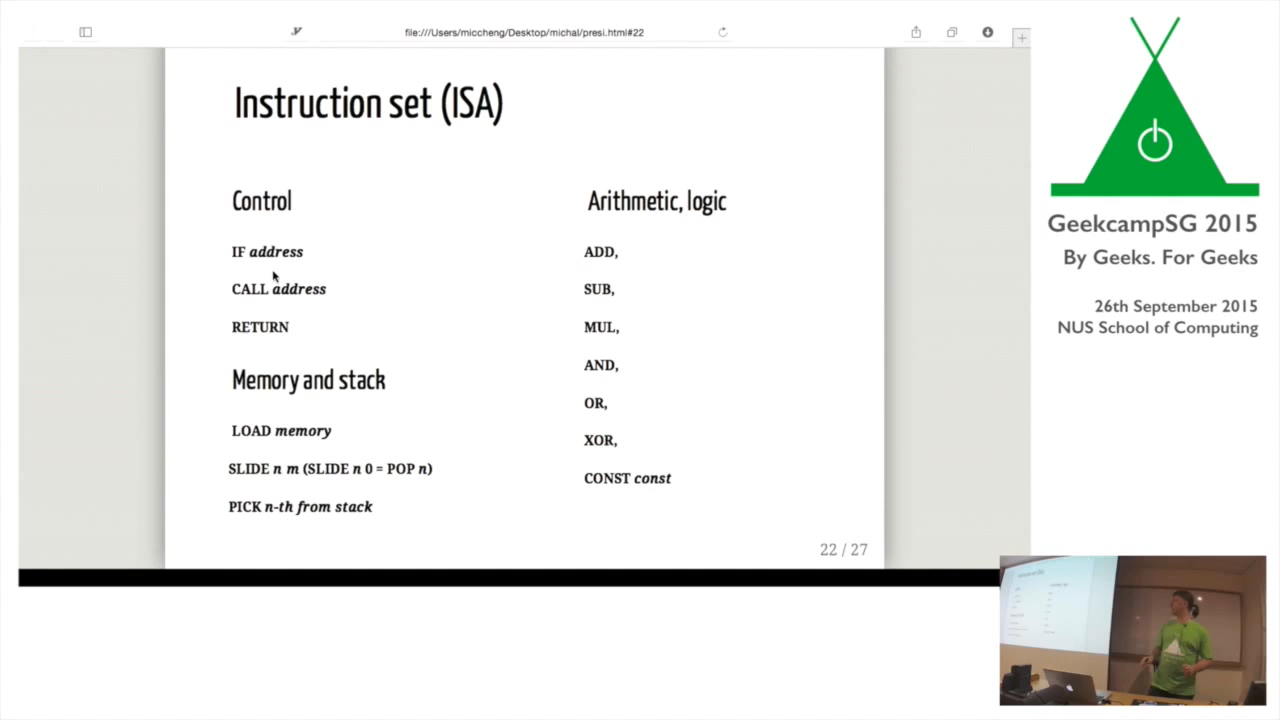 file:///Users/miccheng/Desktop/michal/presi.html#22
Instruction set (ISA)
Control
IF address
CALL address
RETURN
Memory and stack
LOAD memory
SLIDE n m (SLIDE n 0 = POP n)
PICK n-th from stack
Arithmetic, logic
ADD,
SUB,
MUL,
AND,
OR,
XOR,
CONST const
22 / 27
GeekcampSG 2015
By Geeks. For Geeks
26th September 2015
NUS School of Computing